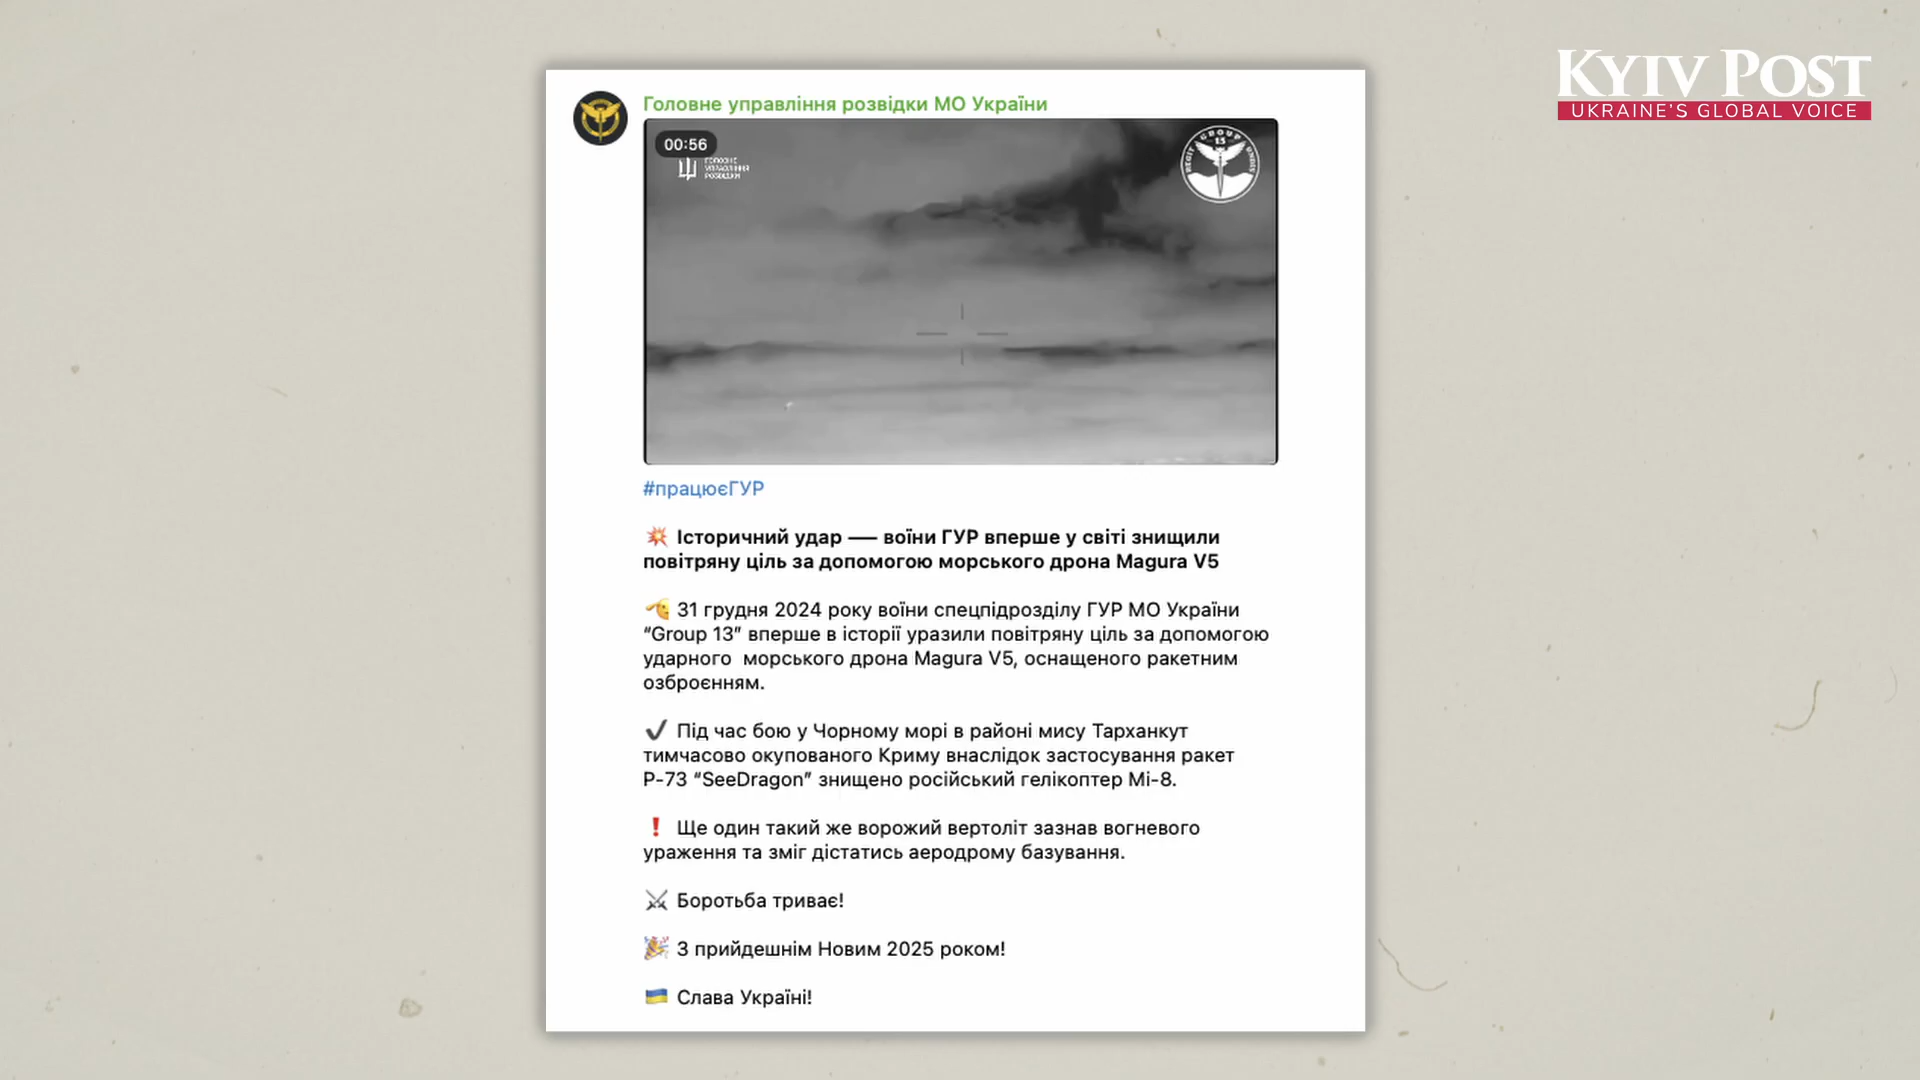 KYIV POST
UKRAINE'S GLOBAL VOICE
Головне управління розвідки МО України
00:56
ГОЛОВНЕ
УПРАВЛІННЯ
РОЗВІДКИ
GROUP 13
#працюєГУР
💥 Історичний удар — воїни ГУР вперше у світі знищили
повітряну ціль за допомогою морського дрона Magura V5
🫡 31 грудня 2024 року воїни спецпідрозділу ГУР МО України
“Group 13” вперше в історії уразили повітряну ціль за допомогою
ударного морського дрона Magura V5, оснащеного ракетним
озброєнням.
✔️ Під час бою у Чорному морі в районі мису Тарханкут
тимчасово окупованого Криму внаслідок застосування ракет
Р-73 “SeeDragon” знищено російський гелікоптер Мі-8.
❗️ Ще один такий же ворожий вертоліт зазнав вогневого
ураження та зміг дістатись аеродрому базування.
⚔️ Боротьба триває!
🎉 З прийдешнім Новим 2025 роком!
🇺🇦 Слава Україні!